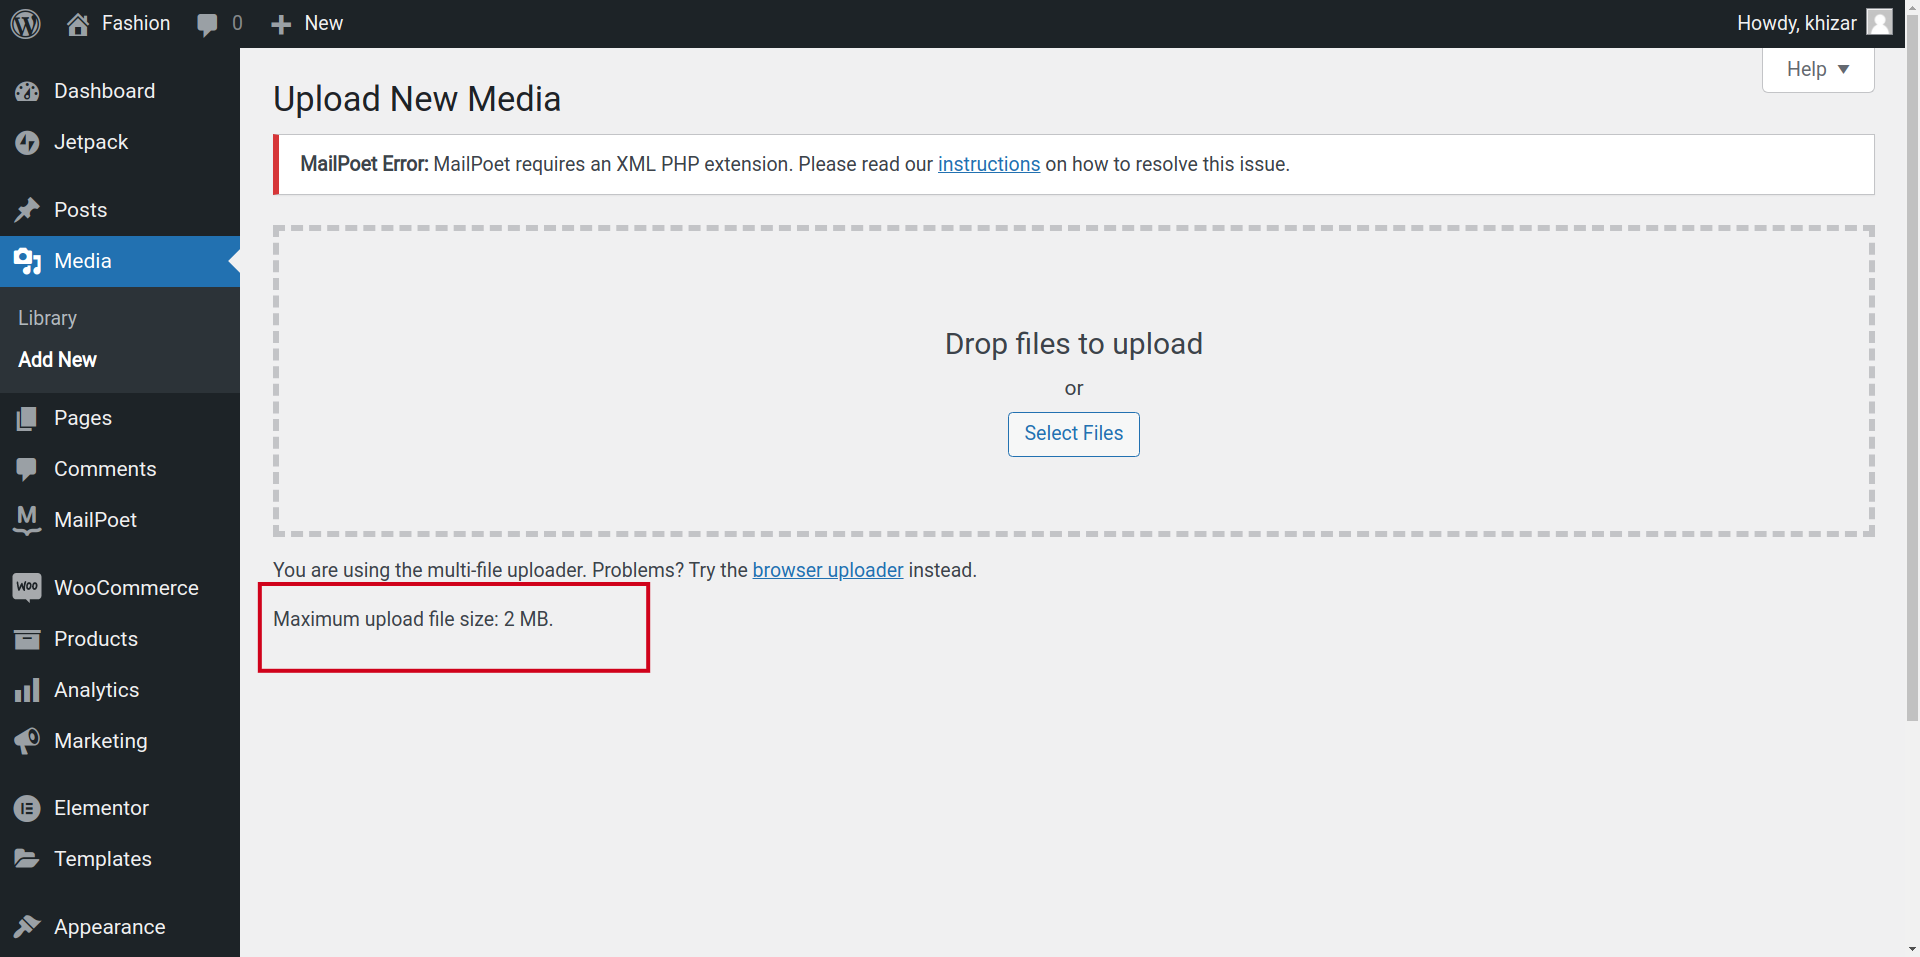 Fashion
0
New
Howdy, khizar
Help
Dashboard
Jetpack
Posts
Media
Library
Add New
Pages
Comments
M
MailPoet
Woo
WooCommerce
Products
Analytics
Marketing
Elementor
Templates
Appearance
Upload New Media
MailPoet Error: MailPoet requires an XML PHP extension. Please read our instructions on how to resolve this issue.
Drop files to upload
or
Select Files
You are using the multi-file uploader. Problems? Try the browser uploader instead.
Maximum upload file size: 2 MB.